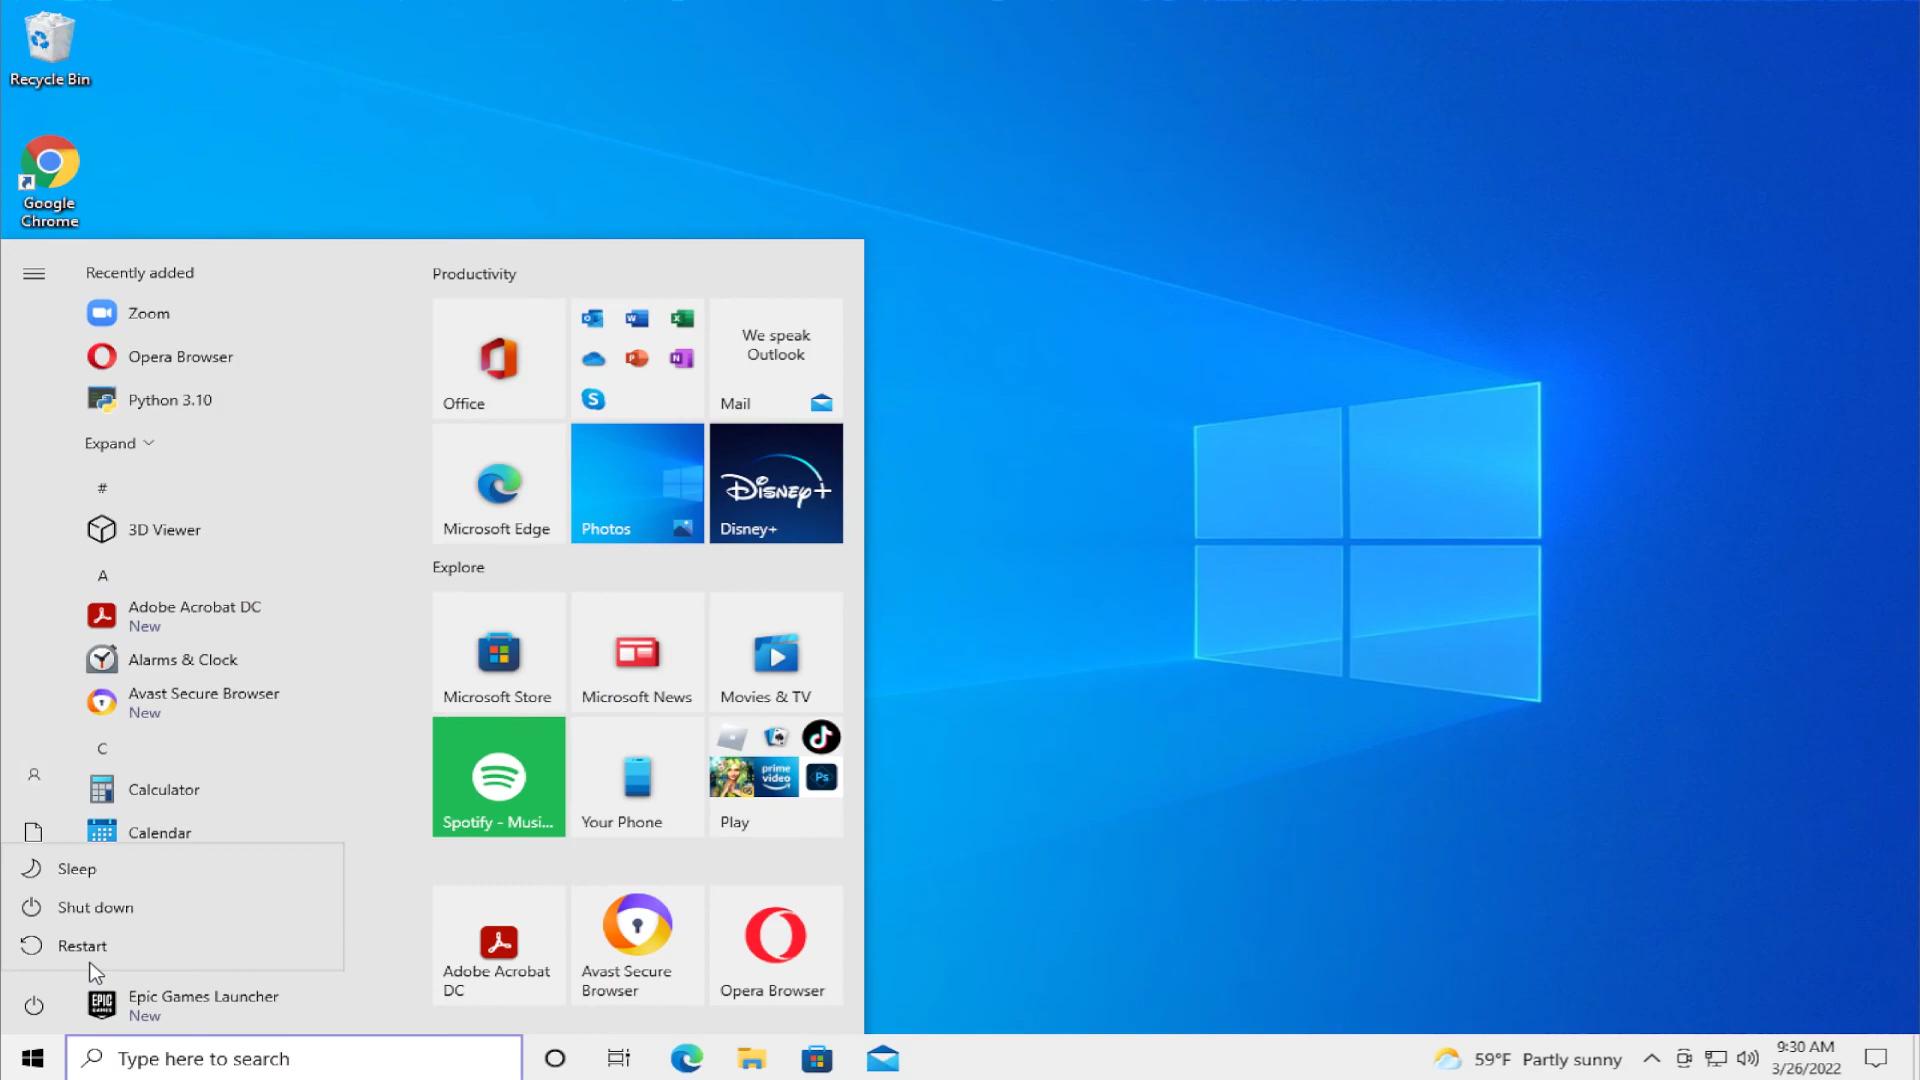 Recycle Bin
Google
Chrome
Recently added
Zoom
Opera Browser
Python 3.10
Expand
#
3D Viewer
A
Adobe Acrobat DC
New
Alarms & Clock
Avast Secure Browser
New
C
Calculator
Calendar
Sleep
Shut down
Restart
EPIC
GAMES
Epic Games Launcher
New
Productivity
Office
We speak
Outlook
Mail
Microsoft Edge
Photos
Disney+
Disney+
Explore
Microsoft Store
Microsoft News
Movies & TV
Spotify - Musi...
Your Phone
prime
video
Ps
Play
Adobe Acrobat
DC
Avast Secure
Browser
Opera Browser
Type here to search
59°F Partly sunny
9:30 AM
3/26/2022